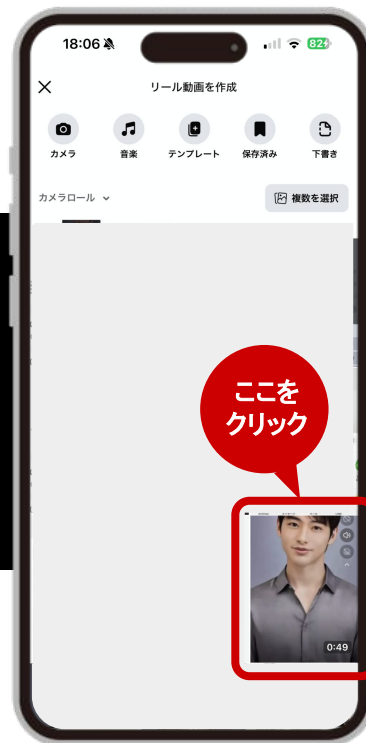 18:06
82
リール動画を作成
カメラ
音楽
テンプレート
保存済み
下書き
カメラロール
複数を選択
ここを
クリック
0:49